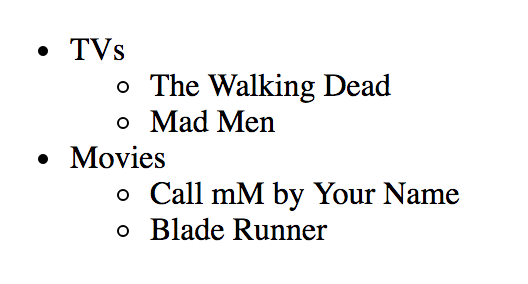 TVs
The Walking Dead
Mad Men
Movies
Call mM by Your Name
Blade Runner